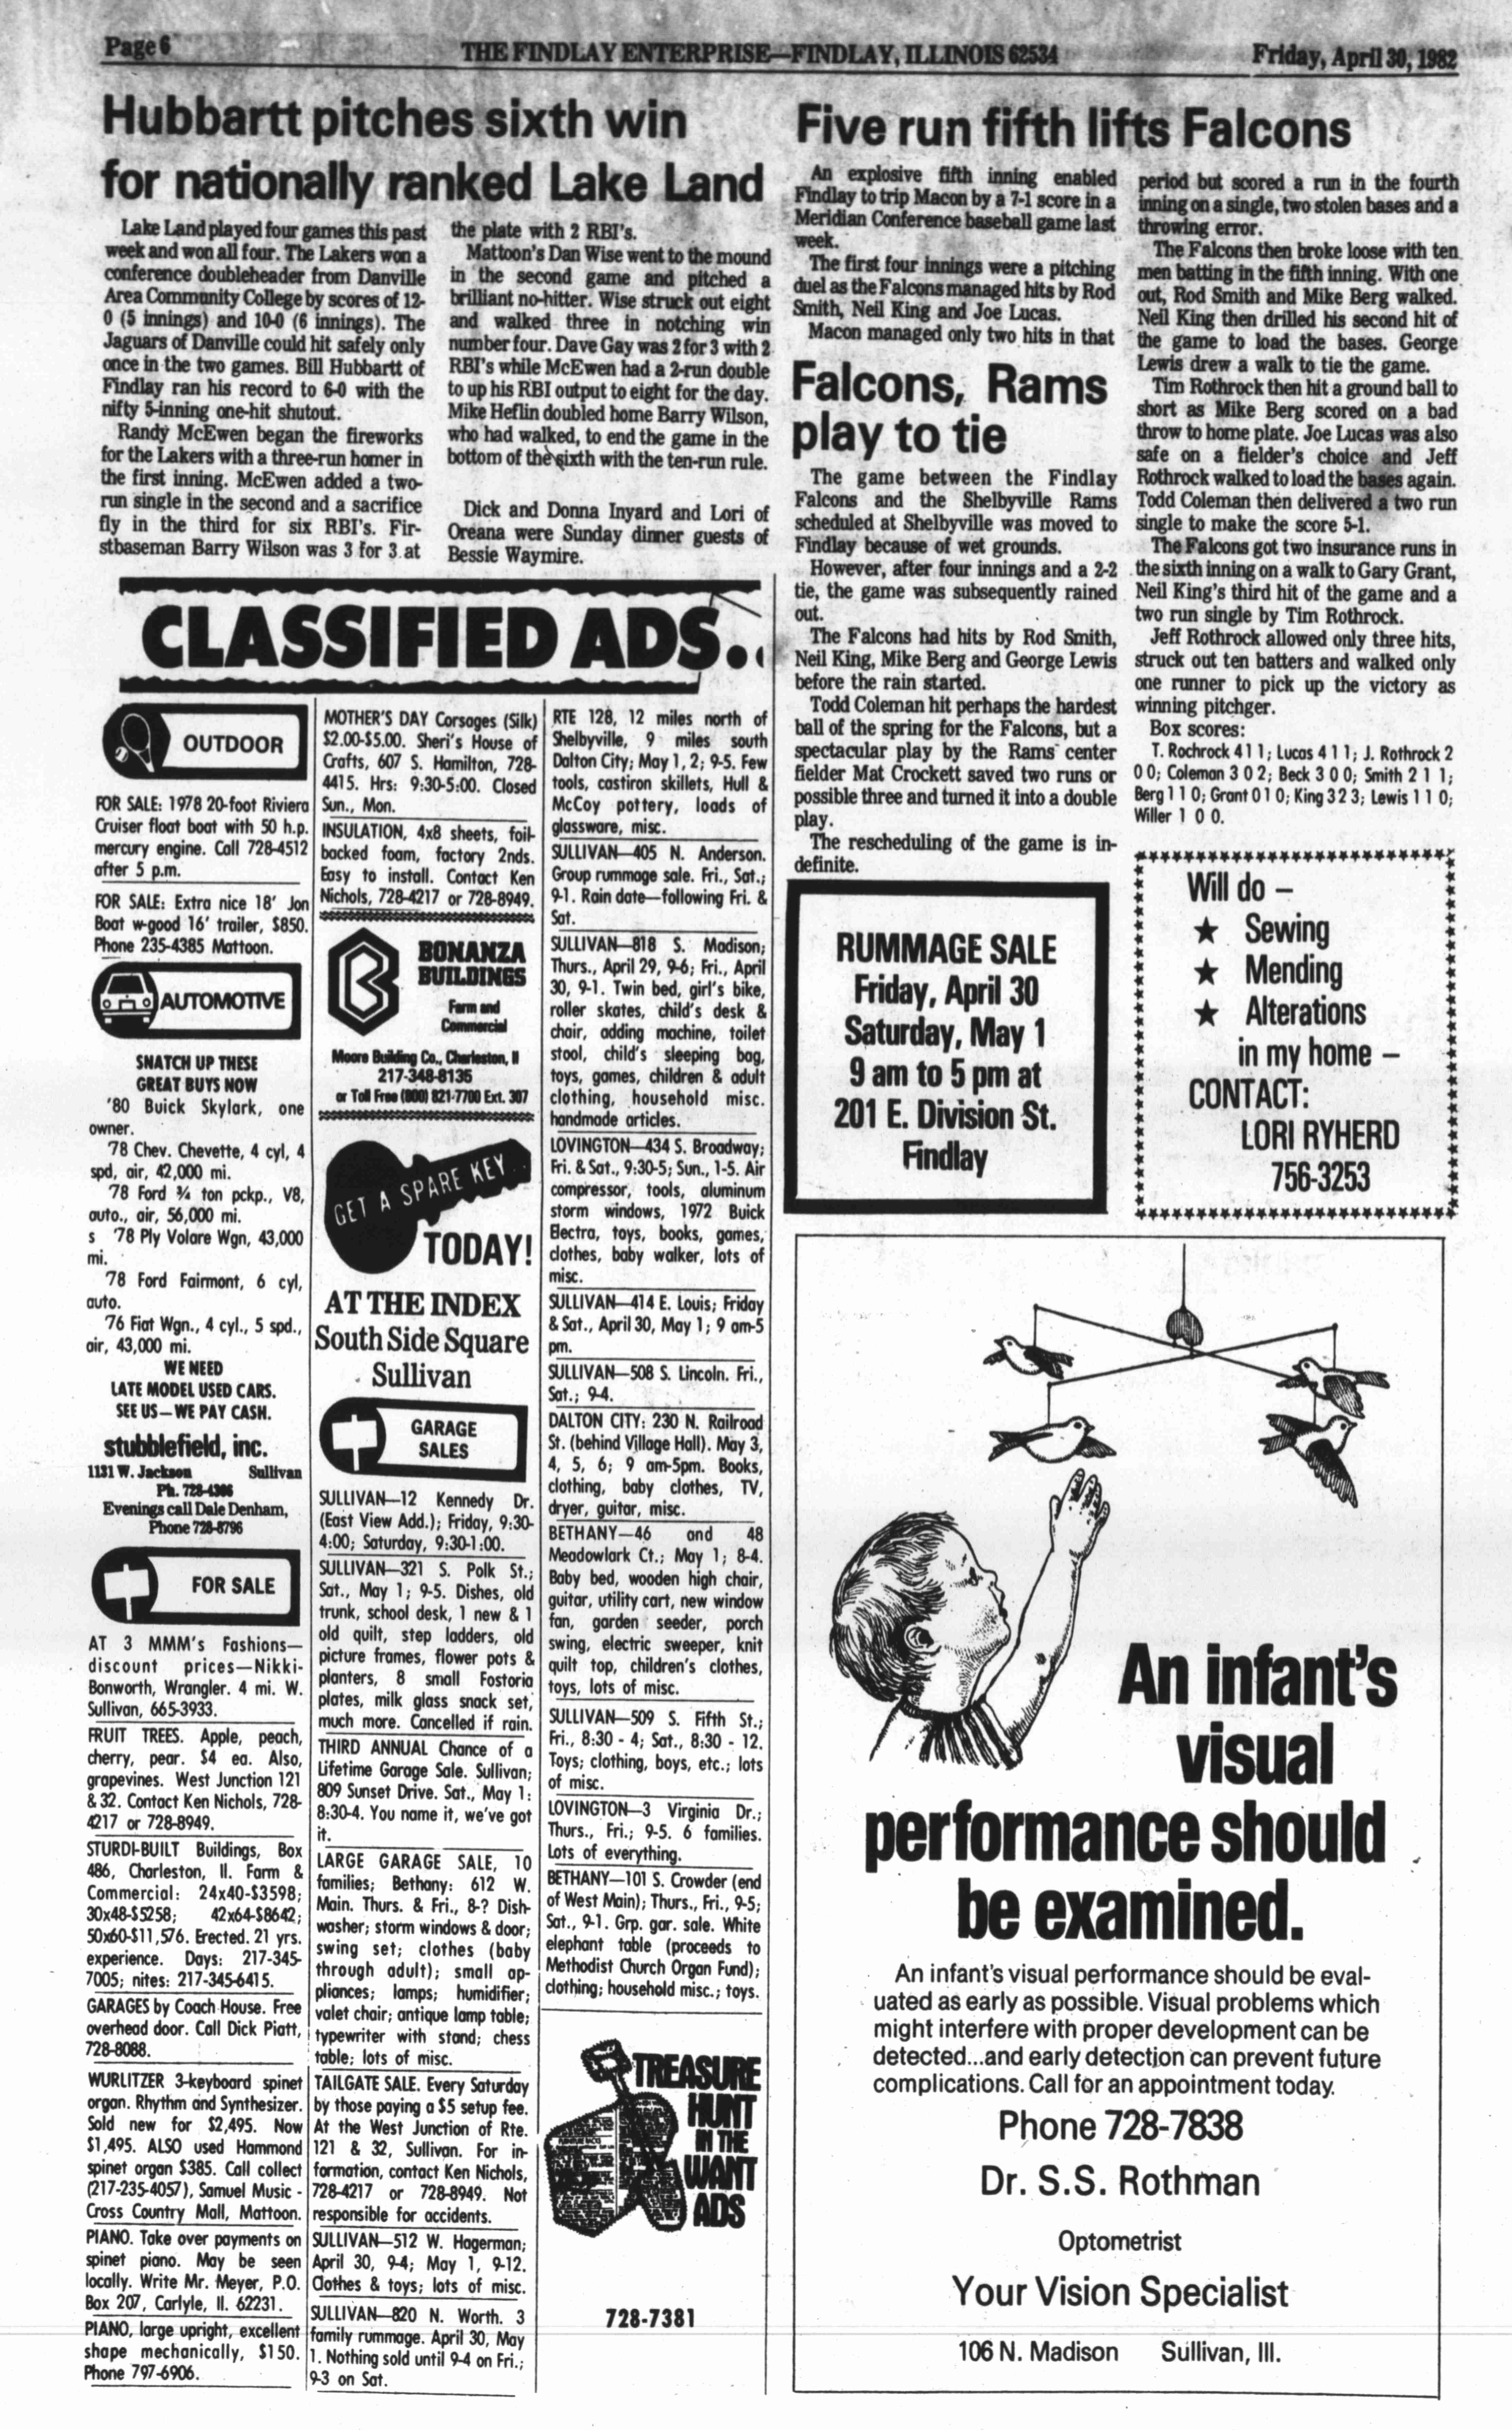 Page 6
THE FINDLAY ENTERPRISE—FINDLAY, ILLINOIS 62534
Friday, April 30, 1982
Hubbartt pitches sixth win
for nationally ranked Lake Land
Lake Land played four games this past
week and won all four. The Lakers won a
conference doubleheader from Danville
Area Community College by scores of 12-
0 (5 innings) and 10-0 (6 innings). The
Jaguars of Danville could hit safely only
once in the two games. Bill Hubbartt of
Findlay ran his record to 6-0 with the
nifty 5-inning one-hit shutout.
Randy McEwen began the fireworks
for the Lakers with a three-run homer in
the first inning. McEwen added a two-
run single in the second and a sacrifice
fly in the third for six RBI's. Fir-
stbaseman Barry Wilson was 3 for 3 at
the plate with 2 RBI's.
Mattoon's Dan Wise went to the mound
in the second game and pitched a
brilliant no-hitter. Wise struck out eight
and walked three in notching win
number four. Dave Gay was 2 for 3 with 2
RBI's while McEwen had a 2-run double
to up his RBI output to eight for the day.
Mike Heflin doubled home Barry Wilson,
who had walked, to end the game in the
bottom of the sixth with the ten-run rule.
Dick and Donna Inyard and Lori of
Oreana were Sunday dinner guests of
Bessie Waymire.
Five run fifth lifts Falcons
An explosive fifth inning enabled
Findlay to trip Macon by a 7-1 score in a
Meridian Conference baseball game last
week.
The first four innings were a pitching
duel as the Falcons managed hits by Rod
Smith, Neil King and Joe Lucas.
Macon managed only two hits in that
period but scored a run in the fourth
inning on a single, two stolen bases and a
throwing error.
The Falcons then broke loose with ten
men batting in the fifth inning. With one
out, Rod Smith and Mike Berg walked.
Neil King then drilled his second hit of
the game to load the bases. George
Lewis drew a walk to tie the game.
Tim Rothrock then hit a ground ball to
short as Mike Berg scored on a bad
throw to home plate. Joe Lucas was also
safe on a fielder's choice and Jeff
Rothrock walked to load the bases again.
Todd Coleman then delivered a two run
single to make the score 5-1.
The Falcons got two insurance runs in
the sixth inning on a walk to Gary Grant,
Neil King's third hit of the game and a
two run single by Tim Rothrock.
Jeff Rothrock allowed only three hits,
struck out ten batters and walked only
one runner to pick up the victory as
winning pitchger.
Box scores:
T. Rochrock 4 1 1; Lucas 4 1 1; J. Rothrock 2
0 0; Coleman 3 0 2; Beck 3 0 0; Smith 2 1 1;
Berg 1 1 0; Grant 0 1 0; King 3 2 3; Lewis 1 1 0;
Willer 1 0 0.
Falcons, Rams
play to tie
The game between the Findlay
Falcons and the Shelbyville Rams
scheduled at Shelbyville was moved to
Findlay because of wet grounds.
However, after four innings and a 2-2
tie, the game was subsequently rained
out.
The Falcons had hits by Rod Smith,
Neil King, Mike Berg and George Lewis
before the rain started.
Todd Coleman hit perhaps the hardest
ball of the spring for the Falcons, but a
spectacular play by the Rams center
fielder Mat Crockett saved two runs or
possible three and turned it into a double
play.
The rescheduling of the game is in-
definite.
CLASSIFIED ADS..
OUTDOOR
FOR SALE: 1978 20-foot Riviera
Cruiser float boat with 50 h.p.
mercury engine. Call 728-4512
after 5 p.m.
FOR SALE: Extra nice 18' Jon
Boat w-good 16' trailer, $850.
Phone 235-4385 Mattoon.
AUTOMOTIVE
SNATCH UP THESE
GREAT BUYS NOW
'80 Buick Skylark, one
owner.
'78 Chev. Chevette, 4 cyl, 4
spd, air, 42,000 mi.
'78 Ford ¾ ton pckp., V8,
auto., air, 56,000 mi.
s '78 Ply Volare Wgn, 43,000
mi.
'78 Ford Fairmont, 6 cyl,
auto.
'76 Fiat Wgn., 4 cyl., 5 spd.,
air, 43,000 mi.
WE NEED
LATE MODEL USED CARS.
SEE US—WE PAY CASH.
stubblefield, inc.
1131 W. Jackson Sullivan
Ph. 728-4306
Evenings call Dale Denham,
Phone 728-8796
FOR SALE
AT 3 MMM's Fashions—
discount prices—Nikki-
Bonworth, Wrangler. 4 mi. W.
Sullivan, 665-3933.
FRUIT TREES. Apple, peach,
cherry, pear. $4 ea. Also,
grapevines. West Junction 121
& 32. Contact Ken Nichols, 728-
4217 or 728-8949.
STURDI-BUILT Buildings, Box
486, Charleston, Il. Farm &
Commercial: 24x40-$3598;
30x48-$5258; 42x64-$8642;
50x60-$11,576. Erected. 21 yrs.
experience. Days: 217-345-
7005; nites: 217-345-6415.
GARAGES by Coach House. Free
overhead door. Call Dick Piatt,
728-8088.
WURLITZER 3-keyboard spinet
organ. Rhythm and Synthesizer.
Sold new for $2,495. Now
$1,495. ALSO used Hammond
spinet organ $385. Call collect
(217-235-4057), Samuel Music -
Cross Country Mall, Mattoon.
PIANO. Take over payments on
spinet piano. May be seen
locally. Write Mr. Meyer, P.O.
Box 207, Carlyle, Il. 62231.
PIANO, large upright, excellent
shape mechanically, $150.
Phone 797-6906.
MOTHER'S DAY Corsages (Silk)
$2.00-$5.00. Sheri's House of
Crafts, 607 S. Hamilton, 728-
4415. Hrs: 9:30-5:00. Closed
Sun., Mon.
INSULATION, 4x8 sheets, foil-
backed foam, factory 2nds.
Easy to install. Contact Ken
Nichols, 728-4217 or 728-8949.
BONANZA
BUILDINGS
Farm and
Commercial
Moore Building Co., Charleston, Il
217-348-8135
or Toll Free (800) 821-7700 Ext. 307
GET A SPARE KEY
TODAY!
AT THE INDEX
South Side Square
Sullivan
GARAGE
SALES
SULLIVAN—12 Kennedy Dr.
(East View Add.); Friday, 9:30-
4:00; Saturday, 9:30-1:00.
SULLIVAN—321 S. Polk St.;
Sat., May 1; 9-5. Dishes, old
trunk, school desk, 1 new & 1
old quilt, step ladders, old
picture frames, flower pots &
planters, 8 small Fostoria
plates, milk glass snack set,
much more. Cancelled if rain.
THIRD ANNUAL Chance of a
Lifetime Garage Sale. Sullivan;
809 Sunset Drive. Sat., May 1:
8:30-4. You name it, we've got
it.
LARGE GARAGE SALE, 10
families; Bethany: 612 W.
Main. Thurs. & Fri., 8-? Dish-
washer; storm windows & door;
swing set; clothes (baby
through adult); small ap-
pliances; lamps; humidifier;
valet chair; antique lamp table;
typewriter with stand; chess
table; lots of misc.
TAILGATE SALE. Every Saturday
by those paying a $5 setup fee.
At the West Junction of Rte.
121 & 32, Sullivan. For in-
formation, contact Ken Nichols,
728-4217 or 728-8949. Not
responsible for accidents.
SULLIVAN—512 W. Hagerman;
April 30, 9-4; May 1, 9-12.
Clothes & toys; lots of misc.
SULLIVAN—820 N. Worth. 3
family rummage. April 30, May
1. Nothing sold until 9-4 on Fri.;
9-3 on Sat.
RTE 128, 12 miles north of
Shelbyville, 9 miles south
Dalton City; May 1, 2; 9-5. Few
tools, castiron skillets, Hull &
McCoy pottery, loads of
glassware, misc.
SULLIVAN—405 N. Anderson.
Group rummage sale. Fri., Sat.;
9-1. Rain date—following Fri. &
Sat.
SULLIVAN—818 S. Madison;
Thurs., April 29, 9-6; Fri., April
30, 9-1. Twin bed, girl's bike,
roller skates, child's desk &
chair, adding machine, toilet
stool, child's sleeping bag,
toys, games, children & adult
clothing, household misc.
handmade articles.
LOVINGTON—434 S. Broadway;
Fri. & Sat., 9:30-5; Sun., 1-5. Air
compressor, tools, aluminum
storm windows, 1972 Buick
Electra, toys, books, games,
clothes, baby walker, lots of
misc.
SULLIVAN—414 E. Louis; Friday
& Sat., April 30, May 1; 9 am-5
pm.
SULLIVAN—508 S. Lincoln. Fri.,
Sat.; 9-4.
DALTON CITY: 230 N. Railroad
St. (behind Village Hall). May 3,
4, 5, 6; 9 am-5pm. Books,
clothing, baby clothes, TV,
dryer, guitar, misc.
BETHANY—46 and 48
Meadowlark Ct.; May 1; 8-4.
Baby bed, wooden high chair,
guitar, utility cart, new window
fan, garden seeder, porch
swing, electric sweeper, knit
quilt top, children's clothes,
toys, lots of misc.
SULLIVAN—509 S. Fifth St.;
Fri., 8:30 - 4; Sat., 8:30 - 12.
Toys; clothing, boys, etc.; lots
of misc.
LOVINGTON—3 Virginia Dr.;
Thurs., Fri.; 9-5. 6 families.
Lots of everything.
BETHANY—101 S. Crowder (end
of West Main); Thurs., Fri., 9-5;
Sat., 9-1. Grp. gar. sale. White
elephant table (proceeds to
Methodist Church Organ Fund);
clothing; household misc.; toys.
TREASURE
HUNT
IN THE
WANT
ADS
728-7381
RUMMAGE SALE
Friday, April 30
Saturday, May 1
9 am to 5 pm at
201 E. Division St.
Findlay
Will do –
★ Sewing
★ Mending
★ Alterations
in my home –
CONTACT:
LORI RYHERD
756-3253
An infant's
visual
performance should
be examined.
An infant's visual performance should be eval-
uated as early as possible. Visual problems which
might interfere with proper development can be
detected...and early detection can prevent future
complications. Call for an appointment today.
Phone 728-7838
Dr. S.S. Rothman
Optometrist
Your Vision Specialist
106 N. Madison Sullivan, Ill.